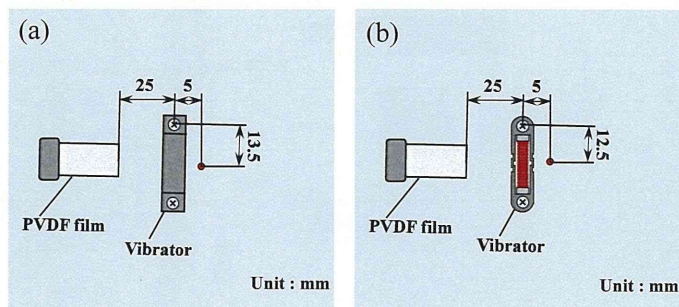 (a)
25
5
13.5
PVDF film
Vibrator
Unit : mm
(b)
25
5
12.5
PVDF film
Vibrator
Unit : mm